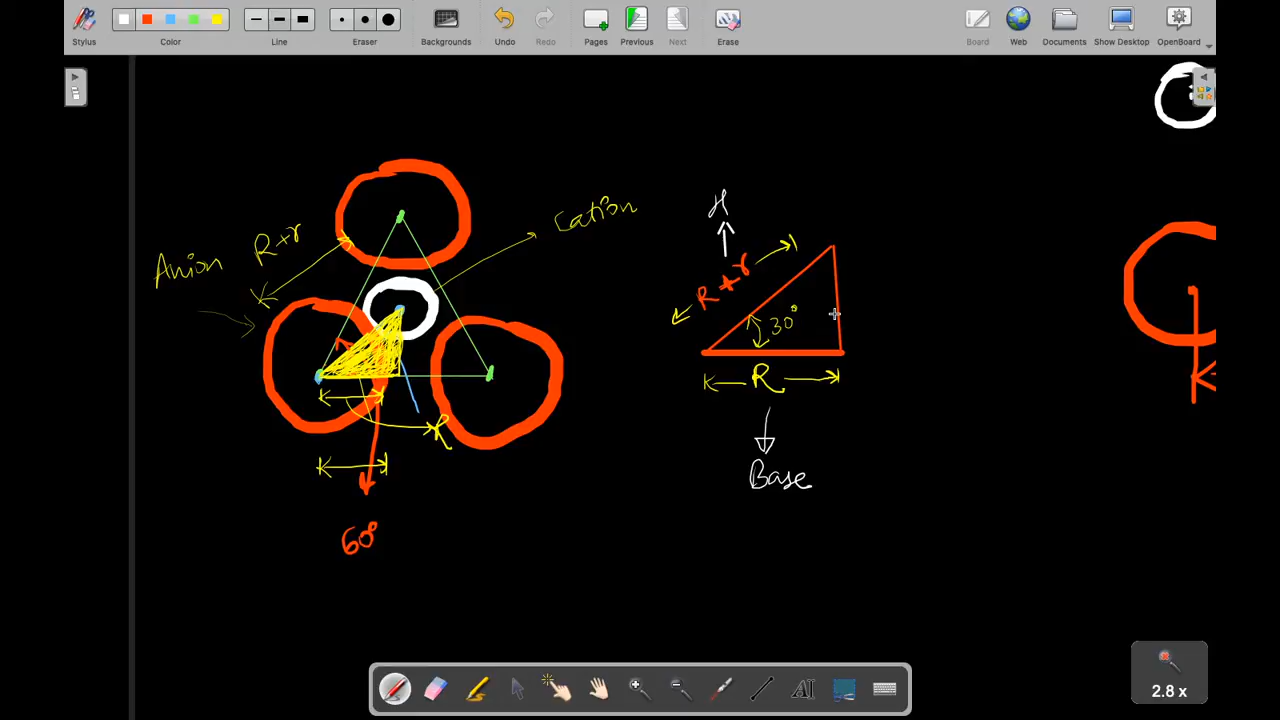 Stylus
Color
Line
Eraser
Backgrounds
Undo
Redo
Pages
Previous
Next
Erase
Board
Web
Documents
Show Desktop
OpenBoard
Cation
Anion
R+r
R
60°
H
R+r
30°
R
Base
2.8 x